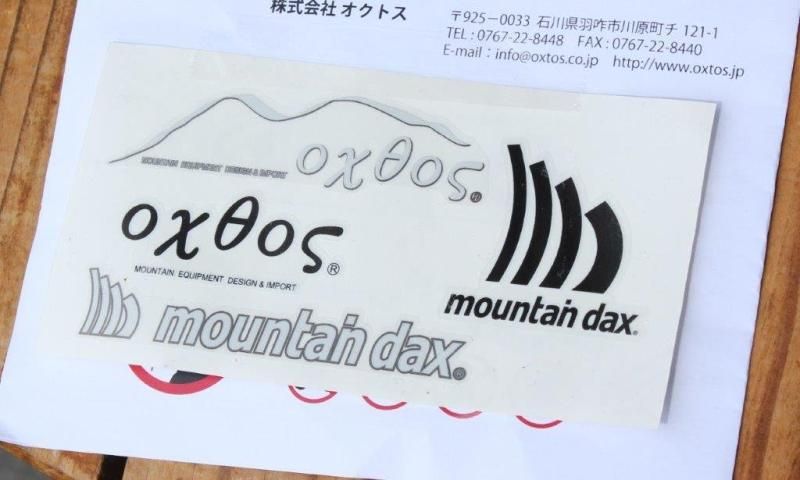 株式会社 オクトス
〒925-0033 石川県羽咋市川原町チ 121-1
TEL : 0767-22-8448 FAX : 0767-22-8440
E-mail : info@oxtos.co.jp http://www.oxtos.jp
MOUNTAIN EQUIPMENT DESIGN & IMPORT
οχθος®
οχθος®
MOUNTAIN EQUIPMENT DESIGN & IMPORT
mountain dax®
mountain dax®